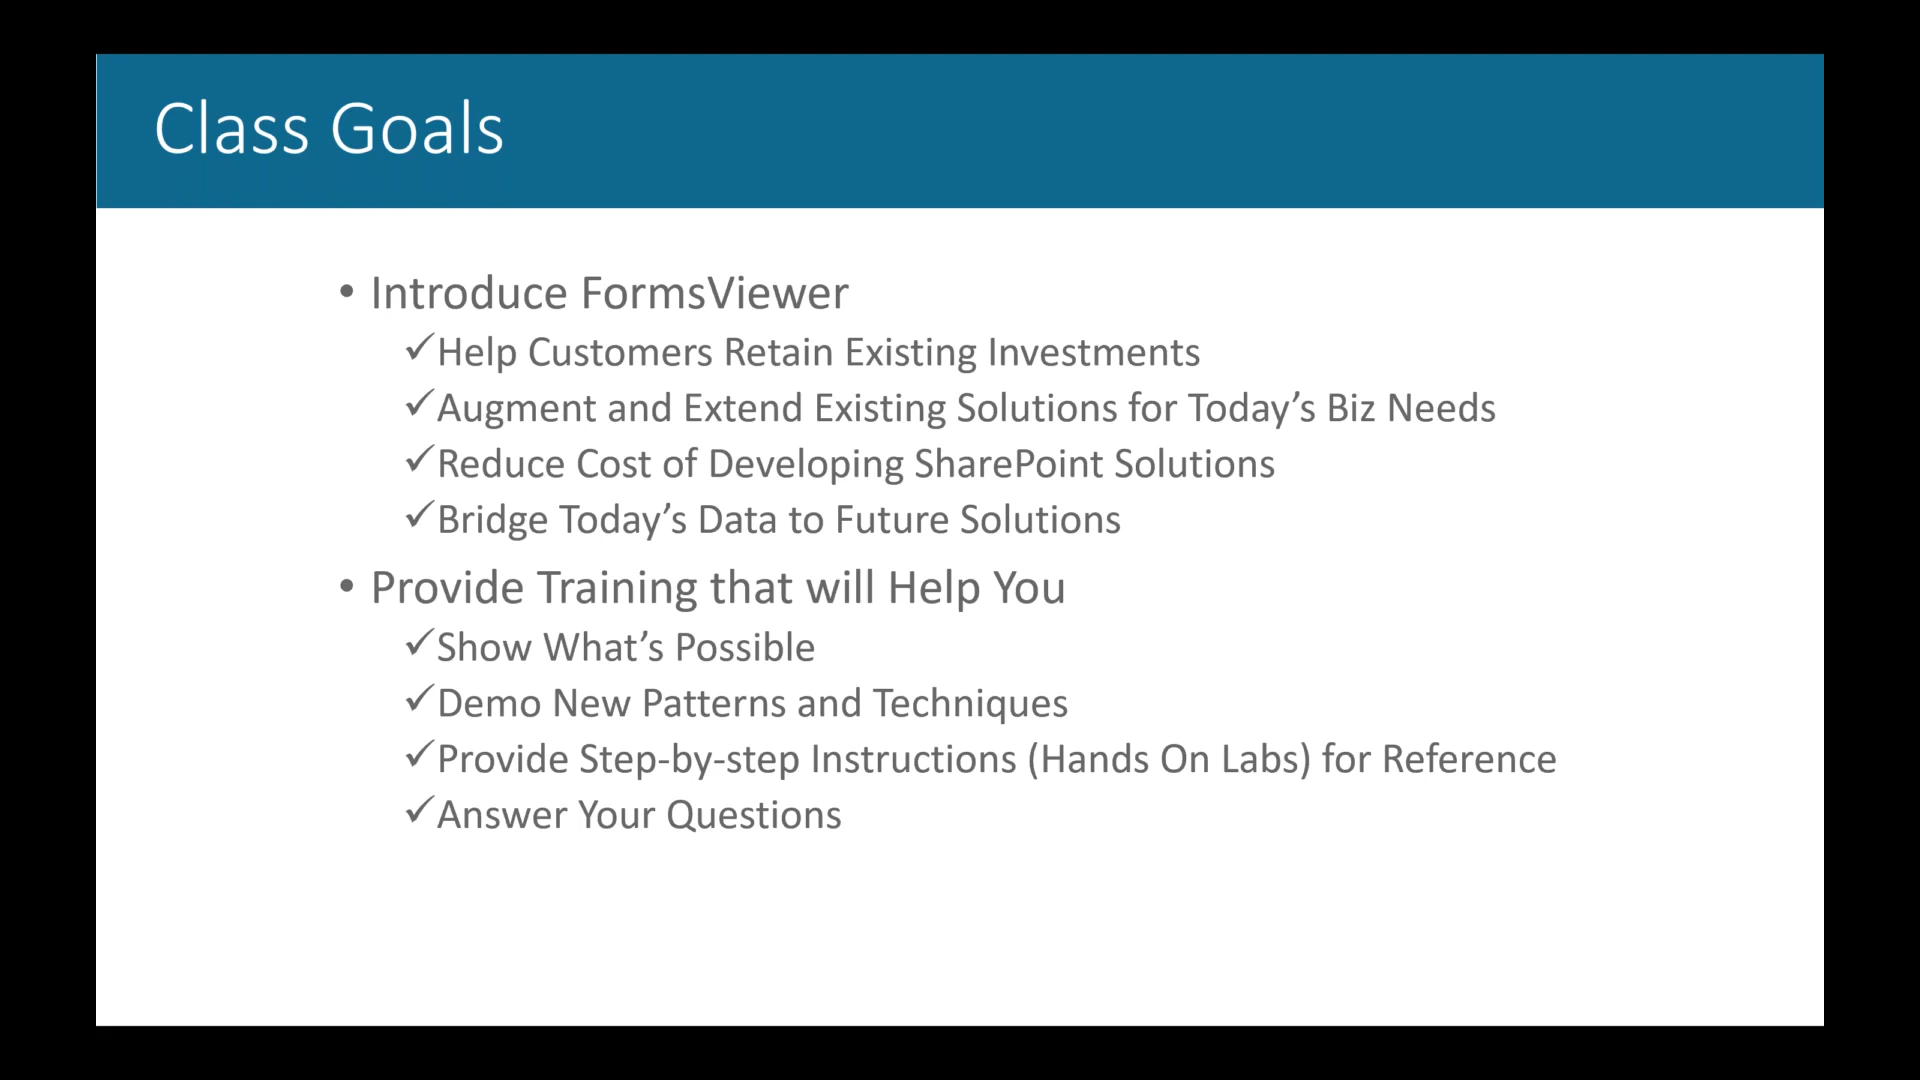 Class Goals
• Introduce FormsViewer
✓Help Customers Retain Existing Investments
✓Augment and Extend Existing Solutions for Today’s Biz Needs
✓Reduce Cost of Developing SharePoint Solutions
✓Bridge Today’s Data to Future Solutions
• Provide Training that will Help You
✓Show What’s Possible
✓Demo New Patterns and Techniques
✓Provide Step-by-step Instructions (Hands On Labs) for Reference
✓Answer Your Questions